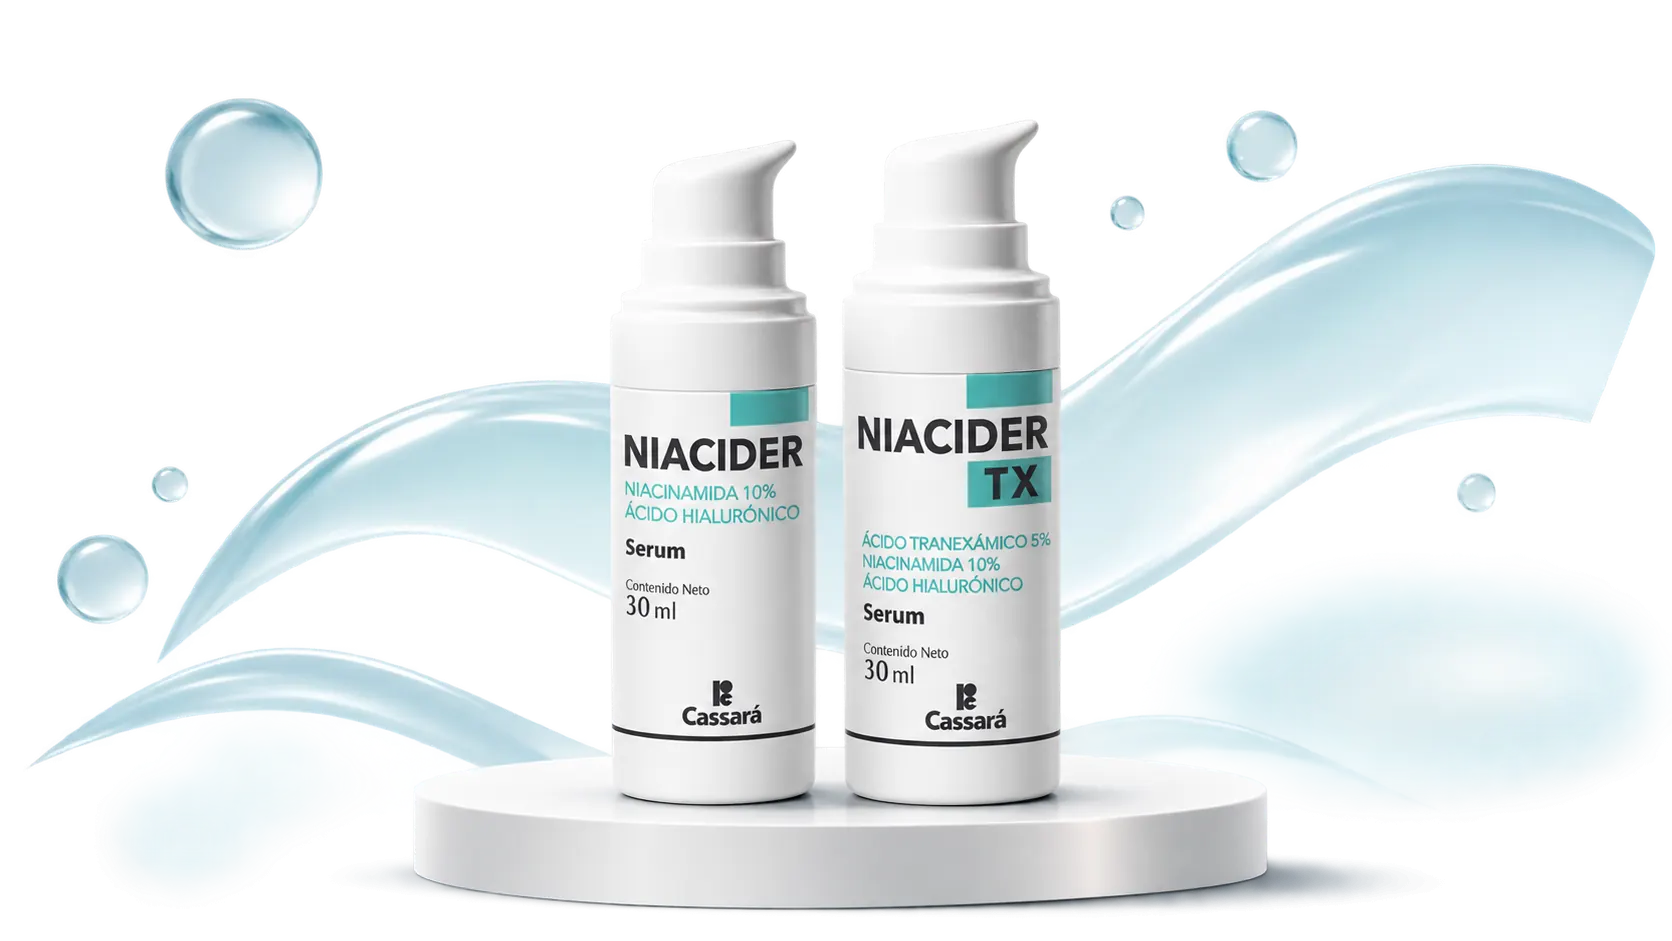 NIACIDER
NIACINAMIDA 10%
ÁCIDO HIALURÓNICO
Serum
Contenido Neto
30 ml
Cassará
NIACIDER
TX
ÁCIDO TRANEXÁMICO 5%
NIACINAMIDA 10%
ÁCIDO HIALURÓNICO
Serum
Contenido Neto
30 ml
Cassará